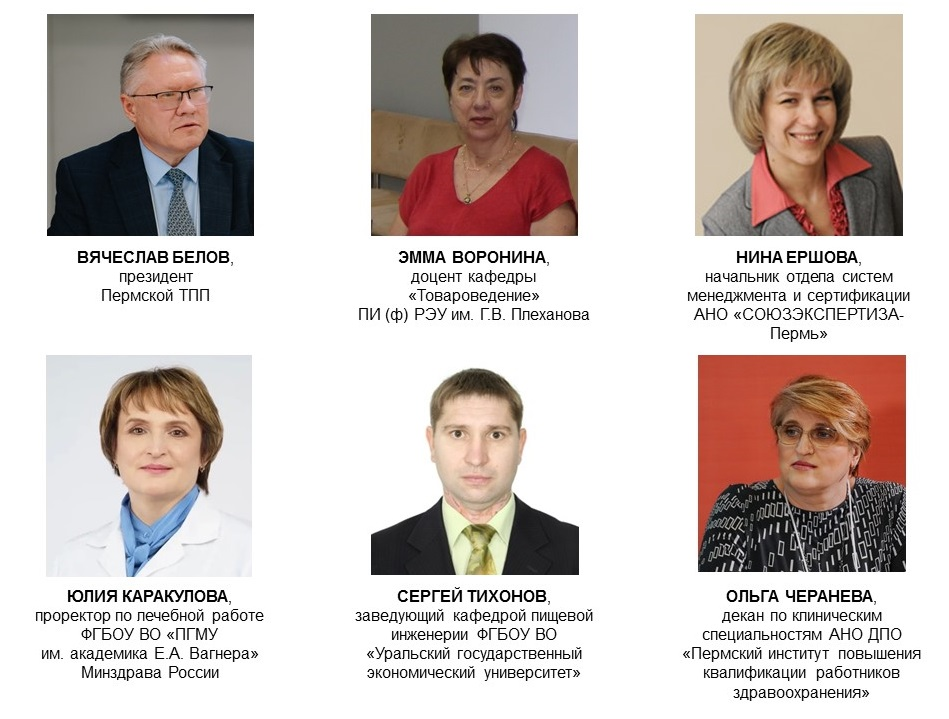 ВЯЧЕСЛАВ БЕЛОВ,
президент
Пермской ТПП
ЭММА ВОРОНИНА,
доцент кафедры
«Товароведение»
ПИ (ф) РЭУ им. Г.В. Плеханова
НИНА ЕРШОВА,
начальник отдела систем
менеджмента и сертификации
АНО «СОЮЗЭКСПЕРТИЗА-
Пермь»
ЮЛИЯ КАРАКУЛОВА,
проректор по лечебной работе
ФГБОУ ВО «ПГМУ
им. академика Е.А. Вагнера»
Минздрава России
СЕРГЕЙ ТИХОНОВ,
заведующий кафедрой пищевой
инженерии ФГБОУ ВО
«Уральский государственный
экономический университет»
ОЛЬГА ЧЕРАНЕВА,
декан по клиническим
специальностям АНО ДПО
«Пермский институт повышения
квалификации работников
здравоохранения»